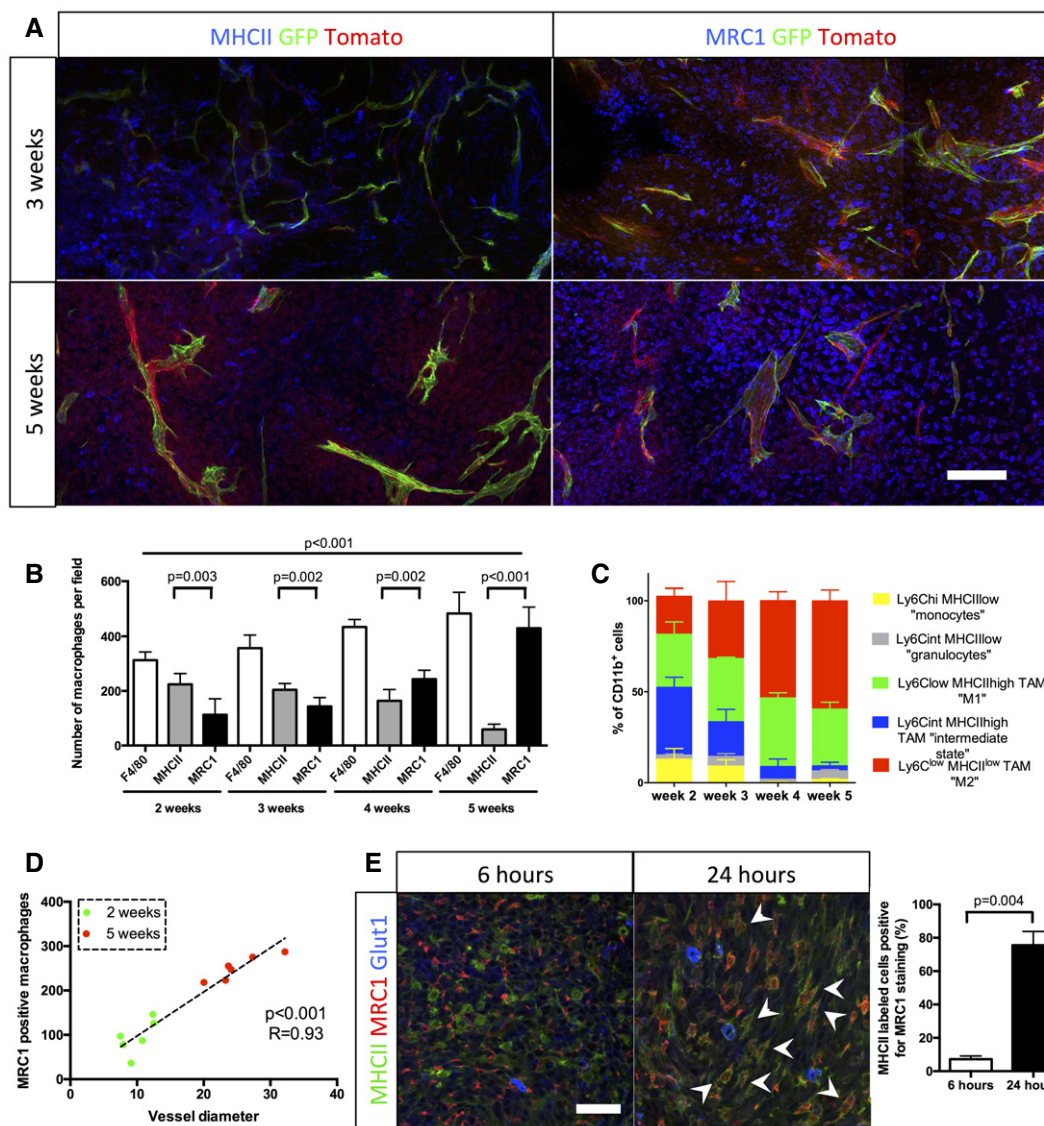 A
MHCII GFP Tomato
MRC1 GFP Tomato
3 weeks
5 weeks
B
Number of macrophages per field
600
400
200
0
p<0.001
p=0.003
p=0.002
p=0.002
p<0.001
F4/80
MHCII
MRC1
F4/80
MHCII
MRC1
F4/80
MHCII
MRC1
F4/80
MHCII
MRC1
2 weeks
3 weeks
4 weeks
5 weeks
C
% of CD11b+ cells
100
50
0
week 2
week 3
week 4
week 5
Ly6Chi MHCIIlow
"monocytes"
Ly6Cint MHCIIlow
"granulocytes"
Ly6Clow MHCIIhigh TAM
"M1"
Ly6Cint MHCIIhigh
TAM "intermediate
state"
Ly6Clow MHCIIlow TAM
"M2"
D
MRC1 positive macrophages
400
300
200
100
0
2 weeks
5 weeks
p<0.001
R=0.93
0
10
20
30
40
Vessel diameter
E
6 hours
24 hours
MHCII MRC1 Glut1
MHCII labeled cells positive
for MRC1 staining (%)
100
80
60
40
20
0
p=0.004
6 hours
24 hou